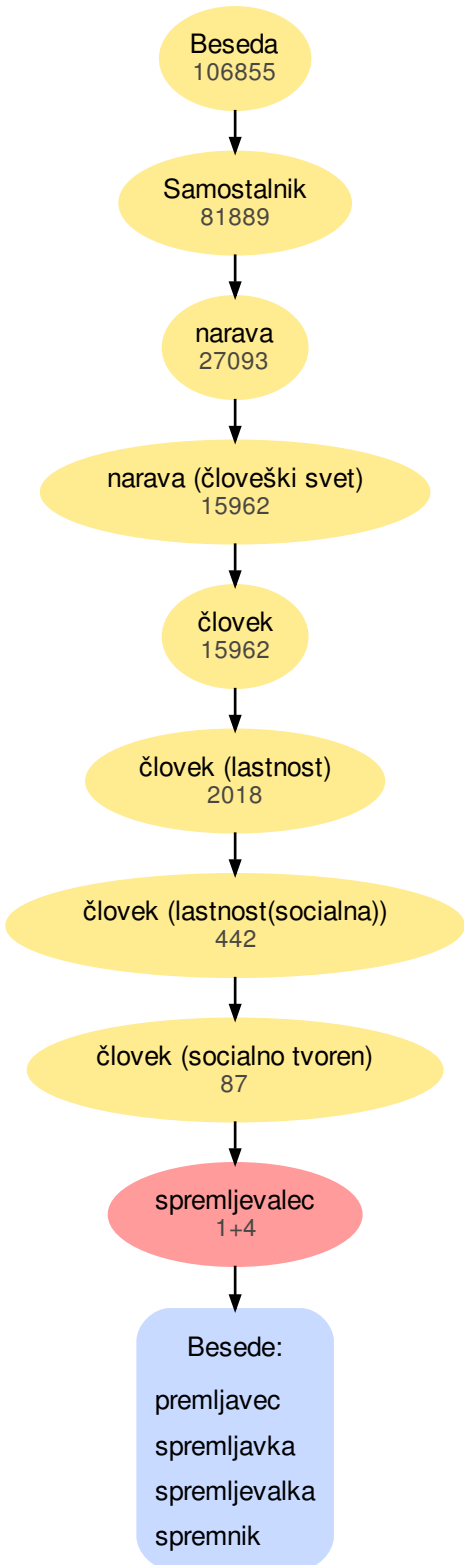 Beseda
106855
Samostalnik
81889
narava
27093
narava (človeški svet)
15962
človek
15962
človek (lastnost)
2018
človek (lastnost(socialna))
442
človek (socialno tvoren)
87
spremljevalec
1+4
Besede:
premljavec
spremljavka
spremljevalka
spremnik